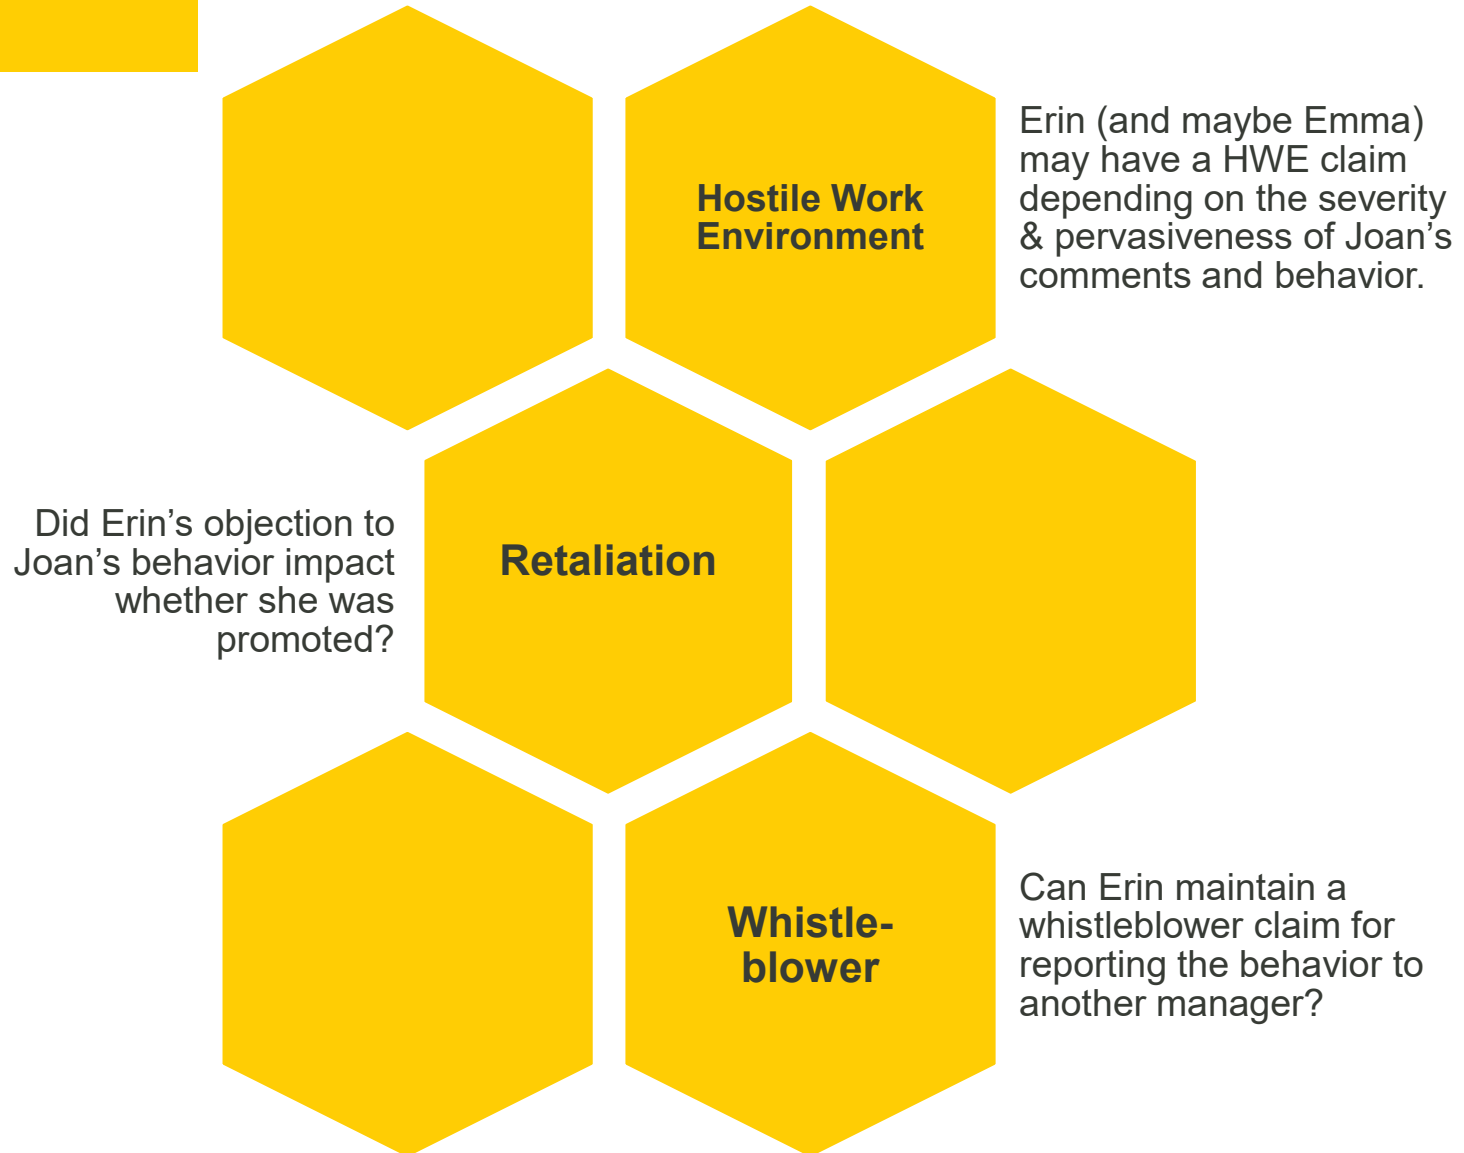 Hostile Work
Environment
Erin (and maybe Emma)
may have a HWE claim
depending on the severity
& pervasiveness of Joan’s
comments and behavior.
Did Erin’s objection to
Joan’s behavior impact
whether she was
promoted?
Retaliation
Whistle-
blower
Can Erin maintain a
whistleblower claim for
reporting the behavior to
another manager?